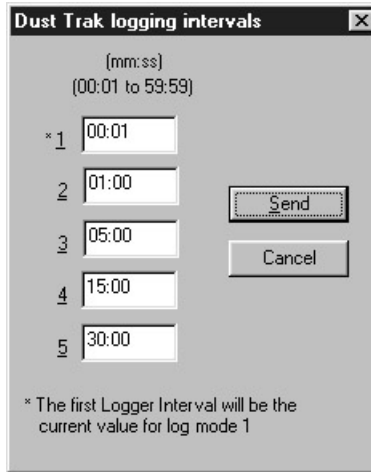 Dust Trak logging intervals
(mm:ss)
(00:01 to 59:59)
* 1 00:01
2 01:00
3 05:00
4 15:00
5 30:00
Send
Cancel
* The first Logger Interval will be the
current value for log mode 1